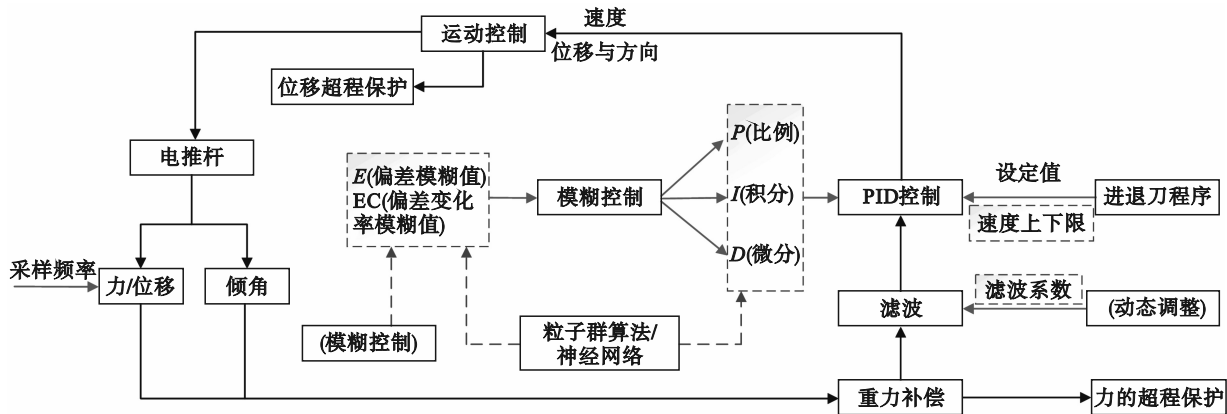 速度
运动控制
位移与方向
位移超程保护
P(比例)
电推杆
E(偏差模糊值)
EC(偏差变化
率模糊值)
模糊控制
I(积分)
PID控制
设定值
进退刀程序
速度上下限
D(微分)
采样频率
力/位移
倾角
滤波系数
滤波
(动态调整)
(模糊控制)
粒子群算法/
神经网络
重力补偿
力的超程保护